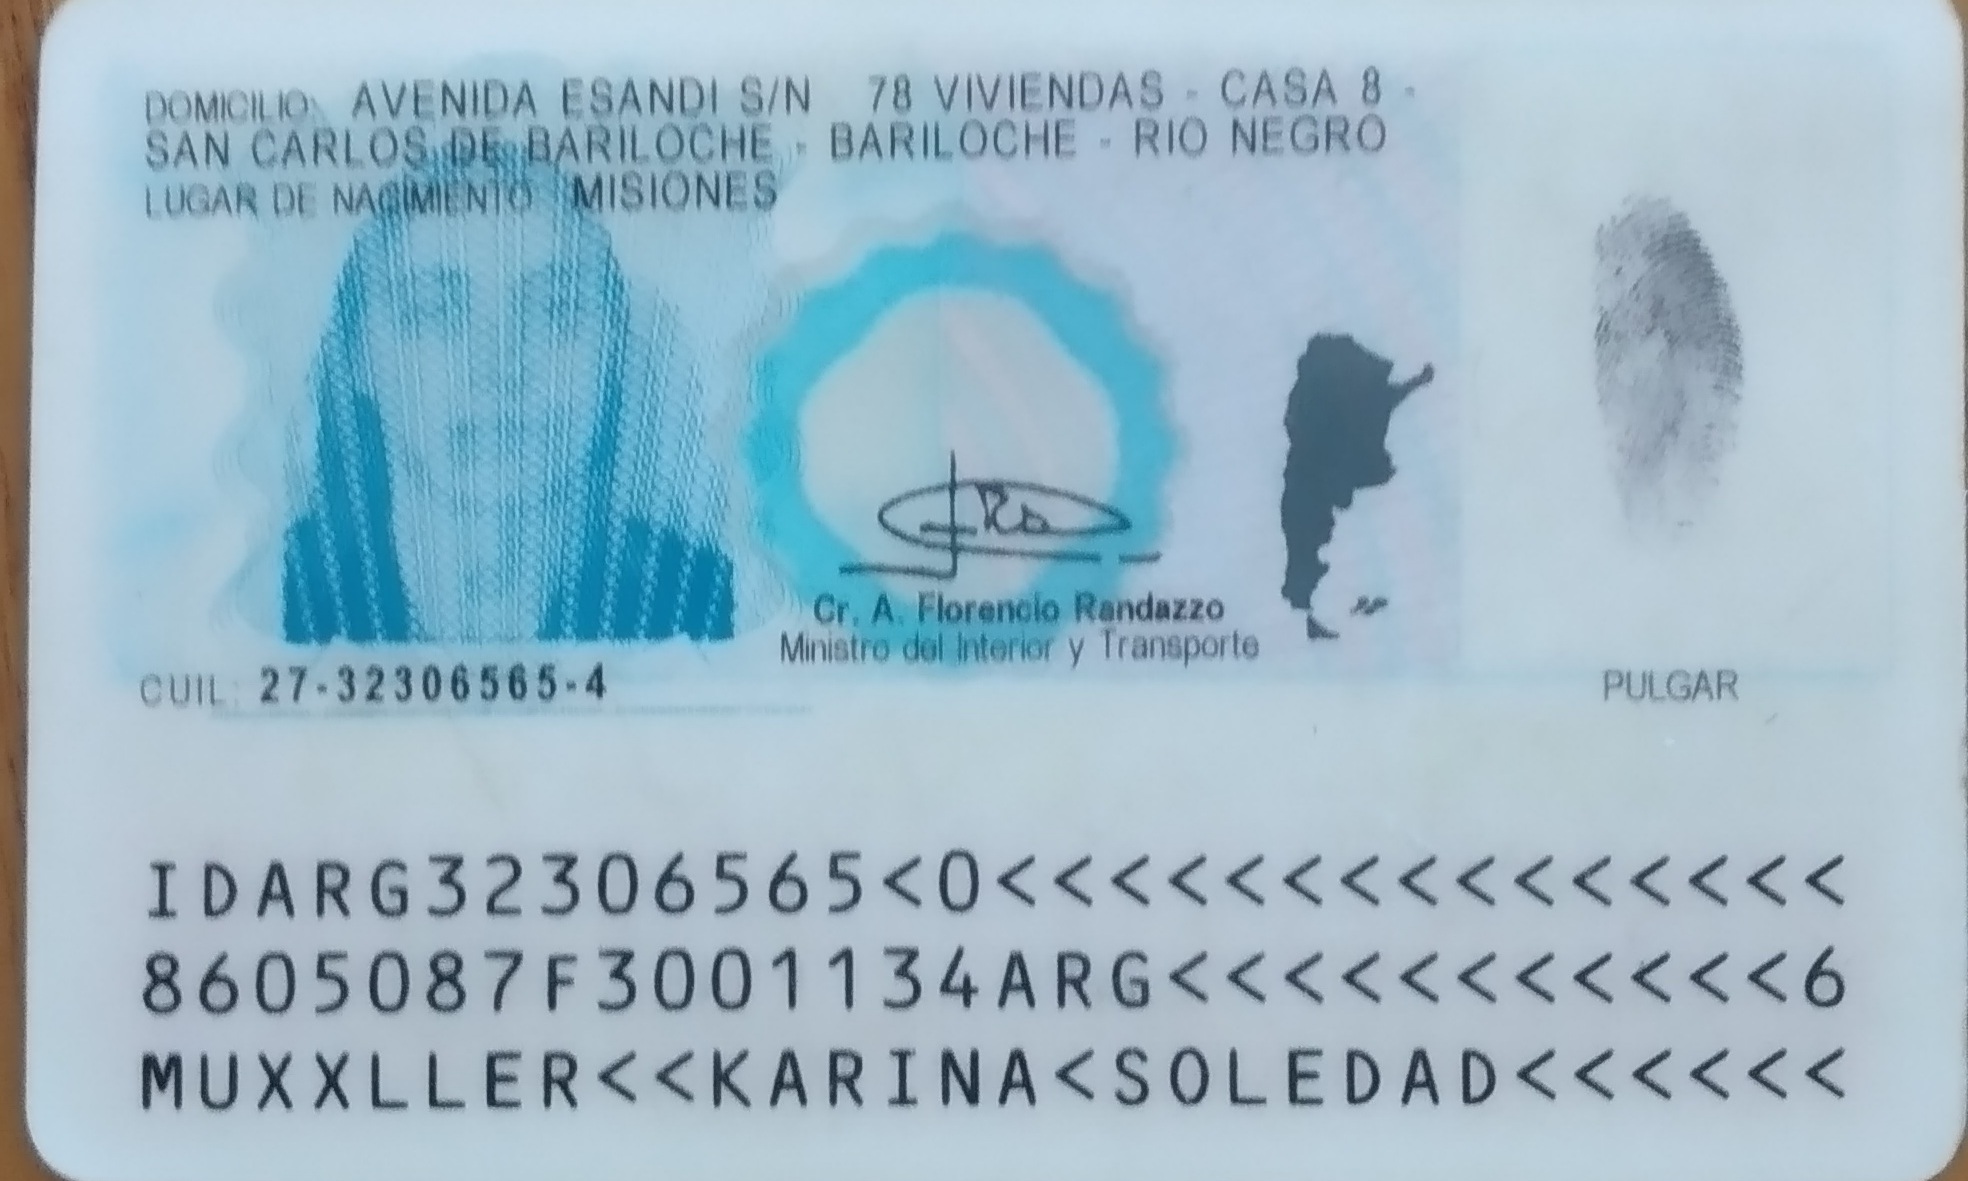 DOMICILIO: AVENIDA ESANDI S/N 78 VIVIENDAS - CASA 8 -
SAN CARLOS DE BARILOCHE - BARILOCHE - RIO NEGRO
LUGAR DE NACIMIENTO: MISIONES
Cr. A. Florencio Randazzo
Ministro del Interior y Transporte
CUIL: 27-32306565-4
PULGAR
IDARG32306565<0<<<<<<<<<<<<<<<
8605087F3001134ARG<<<<<<<<<<<6
MUXXLLER<<KARINA<SOLEDAD<<<<<<